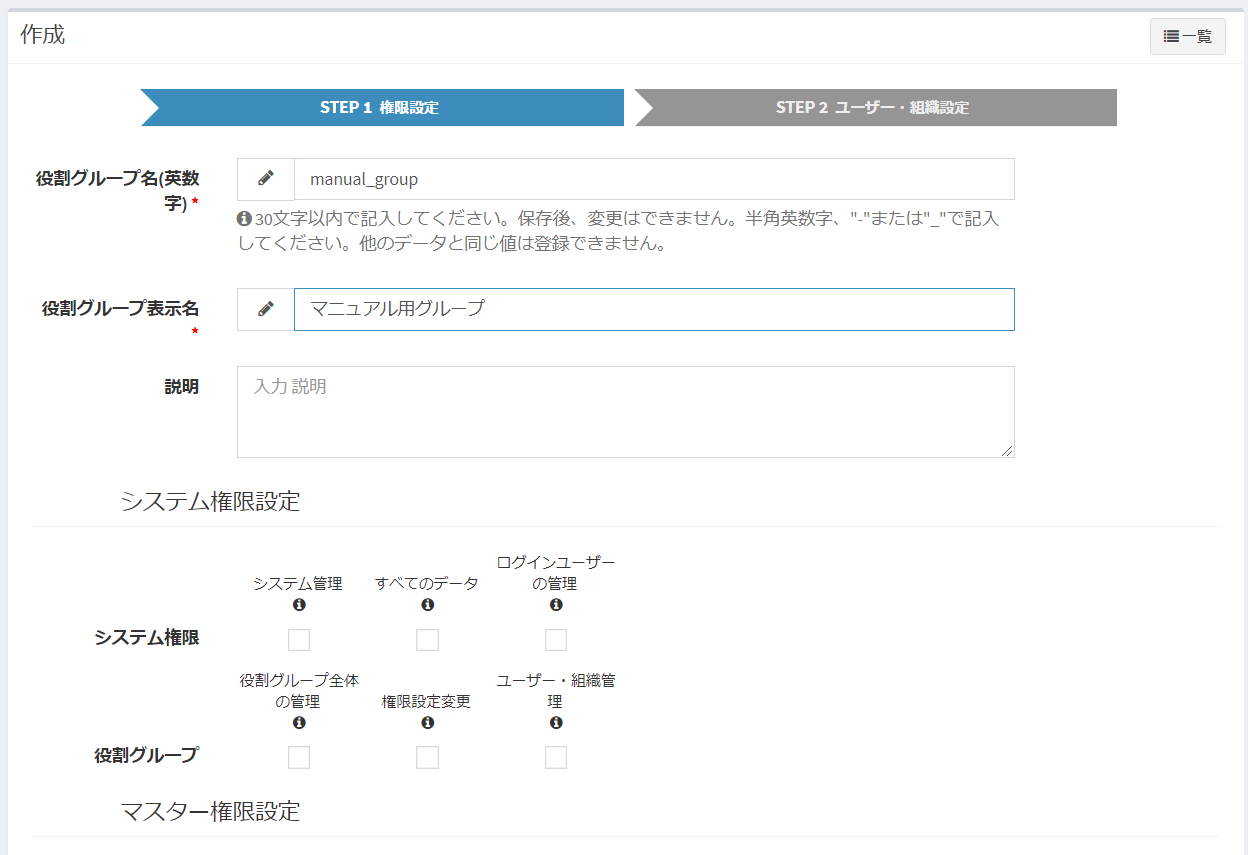 作成
一覧
STEP 1 権限設定
STEP 2 ユーザー・組織設定
役割グループ名(英数
字) *
manual_group
30文字以内で記入してください。保存後、変更はできません。半角英数字、"-"または"_"で記入
してください。他のデータと同じ値は登録できません。
役割グループ表示名
*
マニュアル用グループ
説明
入力 説明
システム権限設定
システム管理
すべてのデータ
ログインユーザー
の管理
システム権限
役割グループ全体
の管理
権限設定変更
ユーザー・組織管
理
役割グループ
マスター権限設定